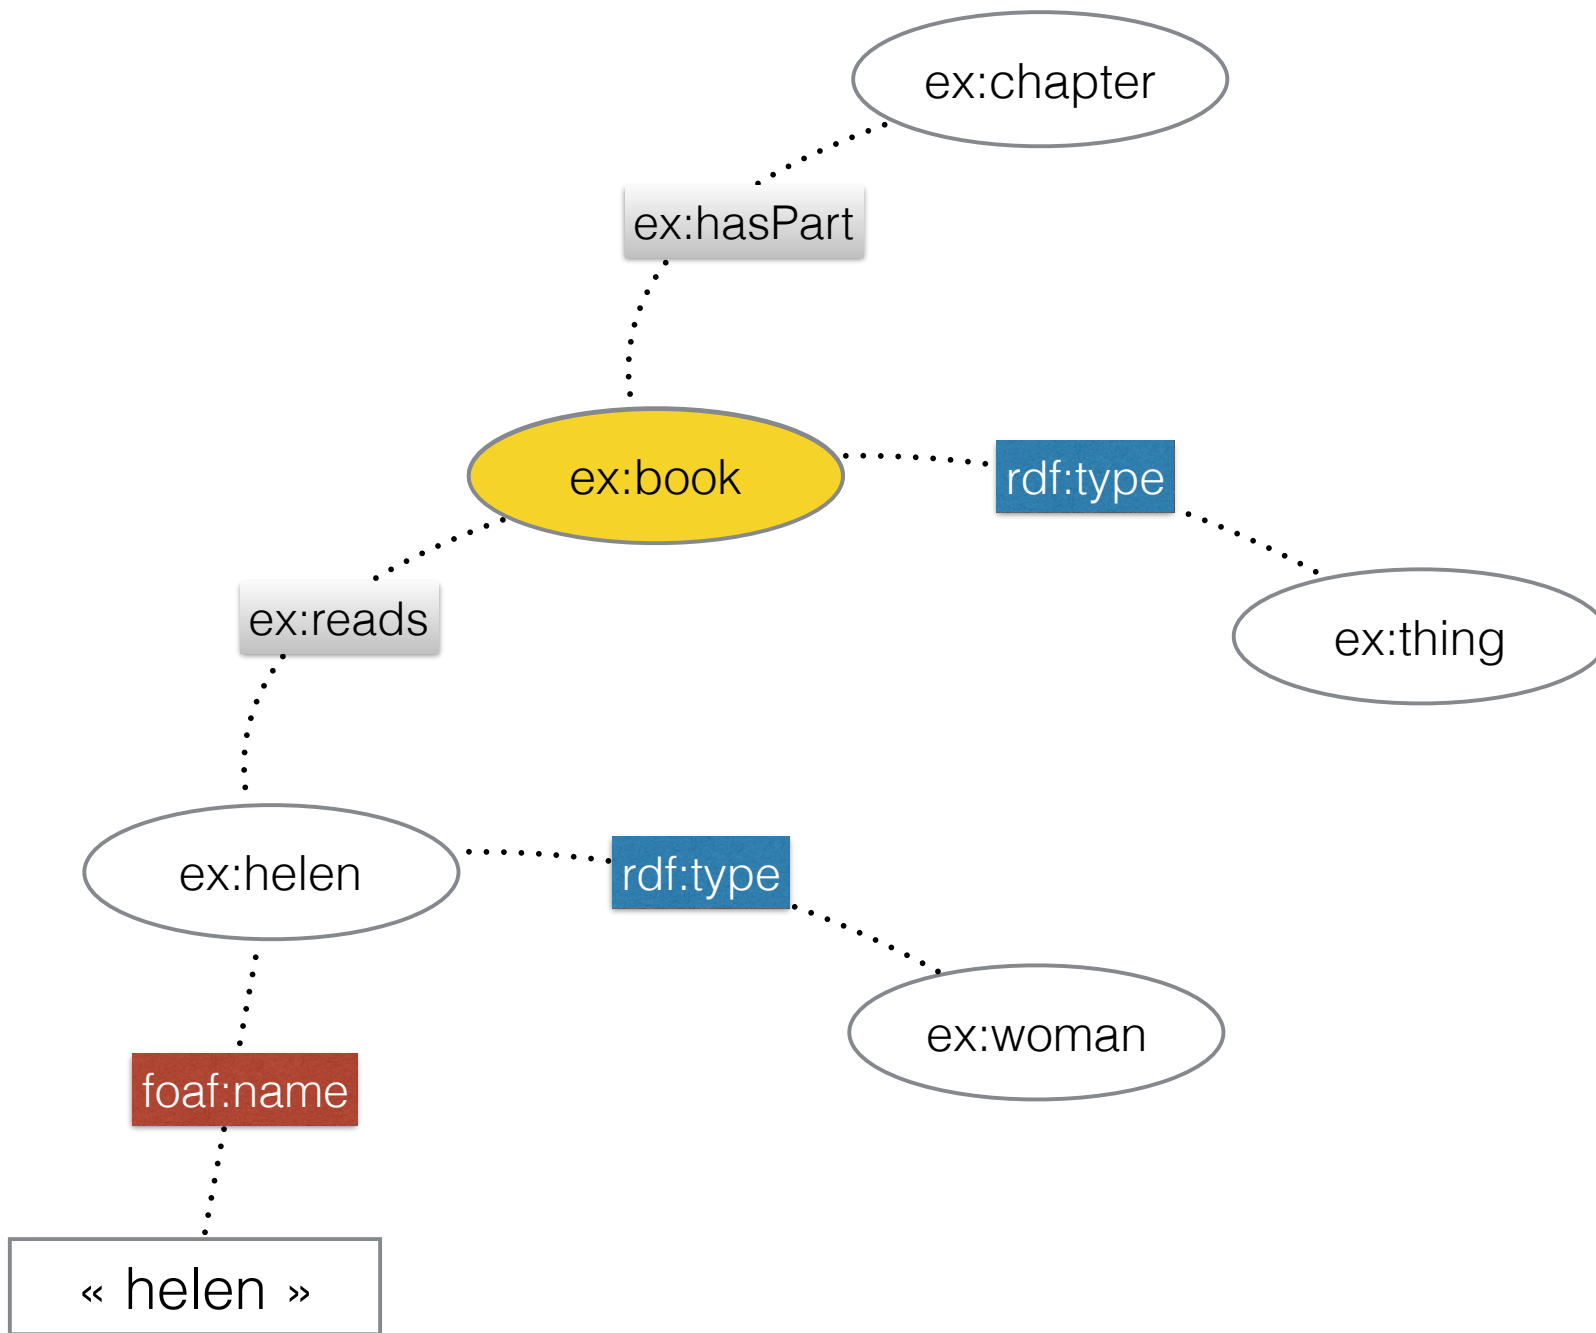 ex:chapter
ex:hasPart
ex:book
rdf:type
ex:reads
ex:thing
ex:helen
rdf:type
ex:woman
foaf:name
« helen »